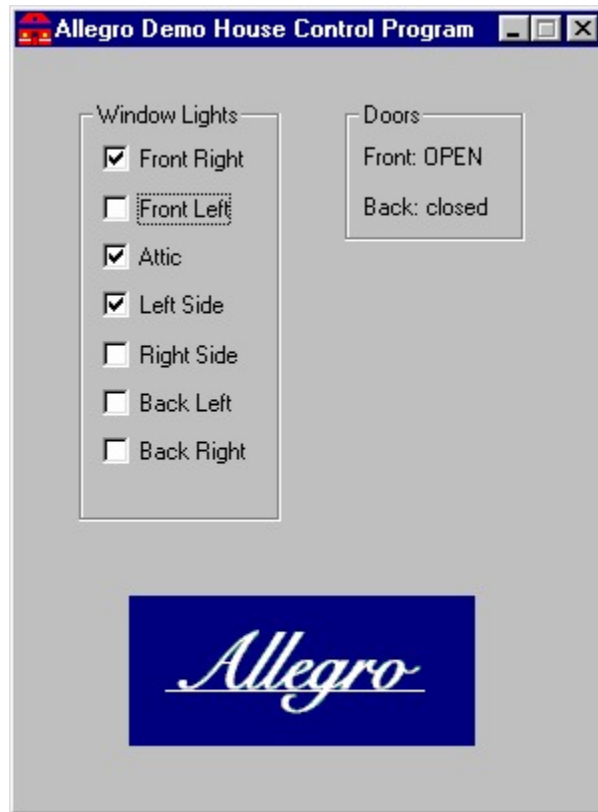 Allegro Demo House Control Program
Window Lights
Front Right
Front Left
Attic
Left Side
Right Side
Back Left
Back Right
Doors
Front: OPEN
Back: closed
Allegro